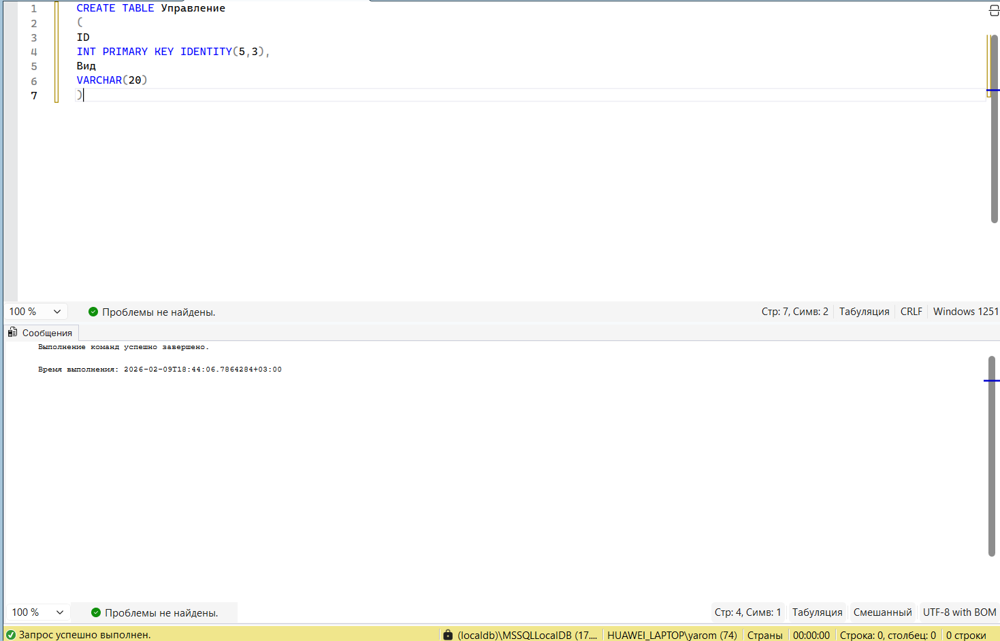 1 CREATE TABLE Управление
2 (
3 ID
4 INT PRIMARY KEY IDENTITY(5,3),
5 Вид
6 VARCHAR(20)
7 )
100 % Проблемы не найдены. Стр: 7, Симв: 2 Табуляция CRLF Windows 1251
Сообщения
Выполнение команд успешно завершено.
Время выполнения: 2026-02-09T18:44:06.7864284+03:00
100 % Проблемы не найдены. Стр: 4, Симв: 1 Табуляция Смешанный UTF-8 with BOM
Запрос успешно выполнен. (localdb)\MSSQLLocalDB (17.... HUAWEI_LAPTOP\yarom (74) Страны 00:00:00 Строка: 0, столбец: 0 0 строки